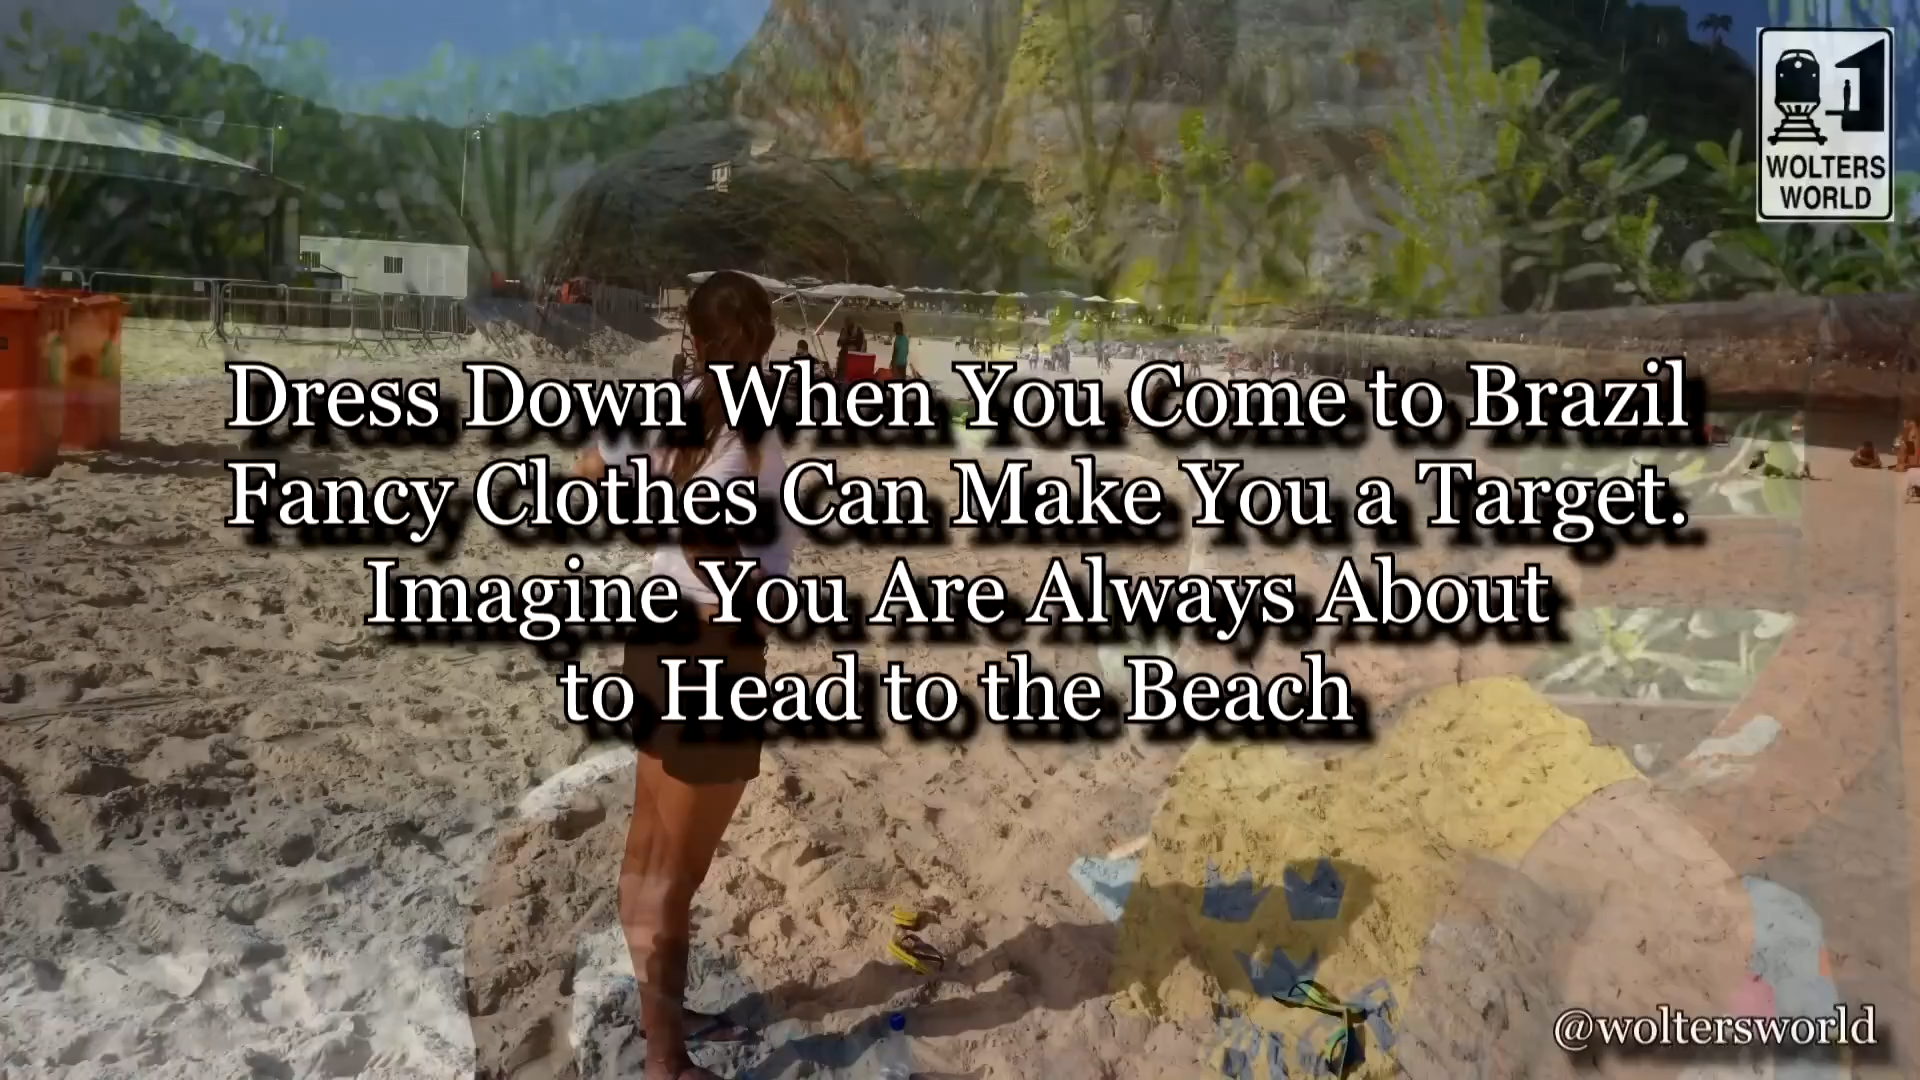 WOLTERS
WORLD
Dress Down When You Come to Brazil
Fancy Clothes Can Make You a Target.
Imagine You Are Always About
to Head to the Beach
@woltersworld